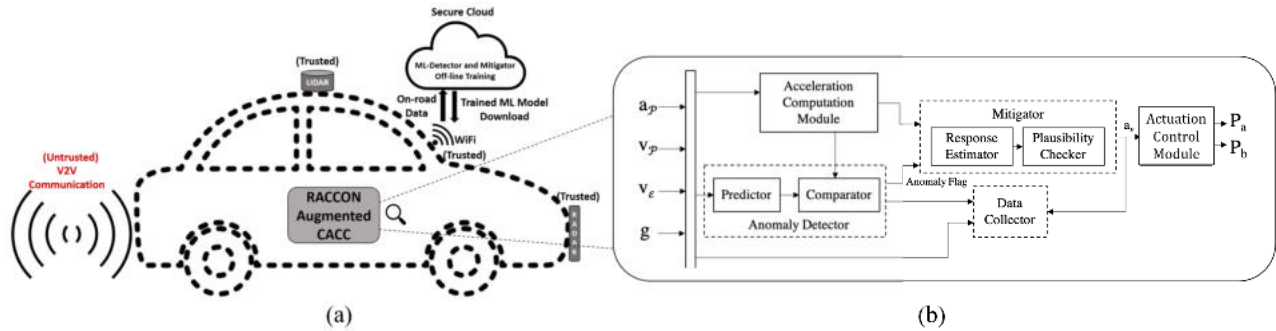 Secure Cloud
ML-Detector and Mitigator
Off-line Training
(Trusted)
LIDAR
On-road
Data
Trained ML Model
Download
WiFi
(Trusted)
(Untrusted)
V2V
Communication
RACCON
Augmented
CACC
(Trusted)
RADAR
(a)
a𝒫
v𝒫
vε
g
Acceleration
Computation
Module
Predictor
Comparator
Anomaly Detector
Mitigator
Response
Estimator
Plausibility
Checker
Anomaly Flag
Data
Collector
Actuation
Control
Module
Pa
Pb
(b)